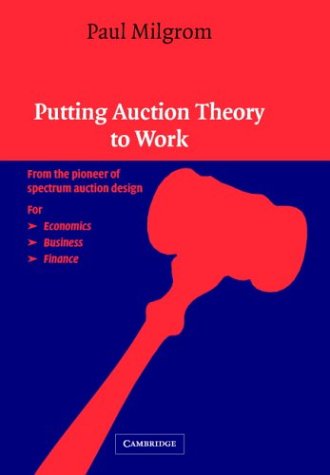 Paul Milgrom
Putting Auction Theory
to Work
From the pioneer of
spectrum auction design
For
➤ Economics
➤ Business
➤ Finance
CAMBRIDGE